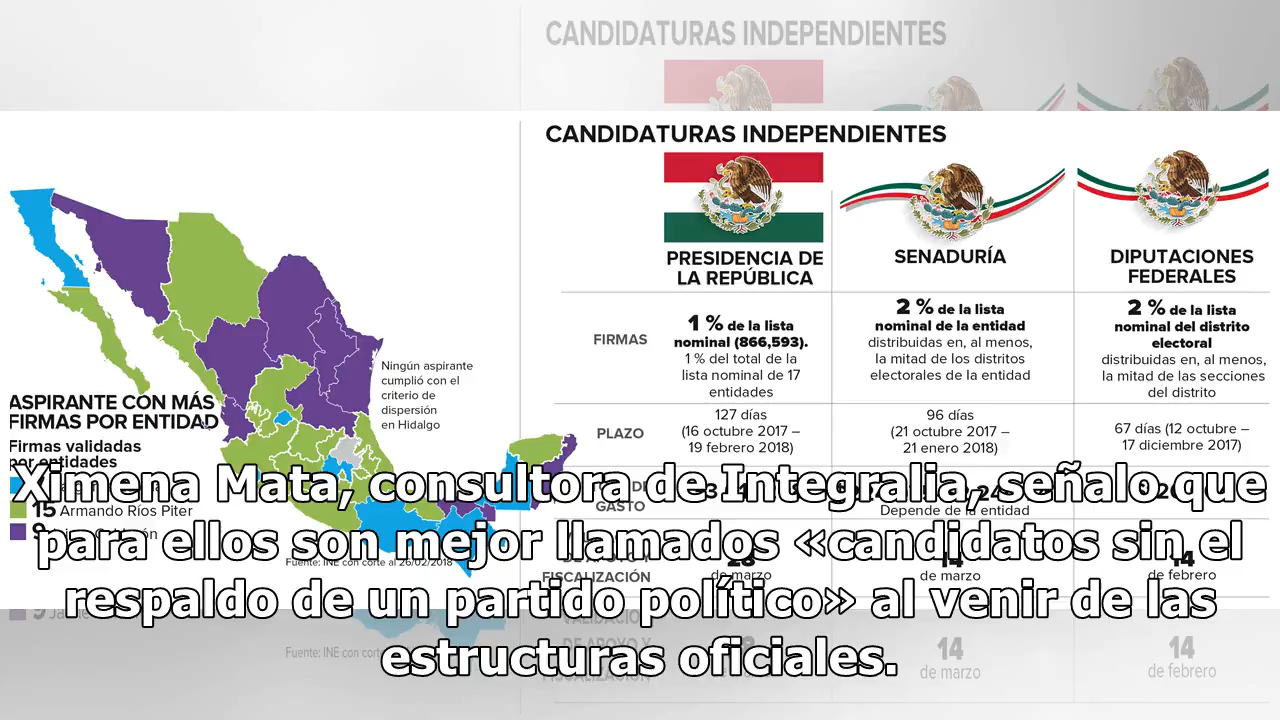 CANDIDATURAS INDEPENDIENTES
CANDIDATURAS INDEPENDIENTES
PRESIDENCIA DE
LA REPÚBLICA
SENADURÍA
DIPUTACIONES
FEDERALES
FIRMAS
1 % de la lista
nominal (866,593).
1 % del total de la
lista nominal de 17
entidades
2 % de la lista
nominal de la entidad
distribuidas en, al menos,
la mitad de los distritos
electorales de la entidad
2 % de la lista
nominal del distrito
electoral
distribuidas en, al menos,
la mitad de las secciones
del distrito
PLAZO
127 días
(16 octubre 2017 –
19 febrero 2018)
96 días
(21 octubre 2017 –
21 enero 2018)
67 días (12 octubre –
17 diciembre 2017)
GASTO
Depende de la entidad
FISCALIZACIÓN
28
de marzo
14
de marzo
14
de febrero
Ningún aspirante
cumplió con el
criterio de
dispersión
en Hidalgo
ASPIRANTE CON MÁS
FIRMAS POR ENTIDAD
Firmas validadas
por entidades
15 Armando Ríos Piter
9
Fuente: INE con corte al 26/02/2018
Ximena Mata, consultora de Integralia, señalo que
para ellos son mejor llamados «candidatos sin el
respaldo de un partido político» al venir de las
estructuras oficiales.
Fuente: INE con
14
de marzo
14
de febrero